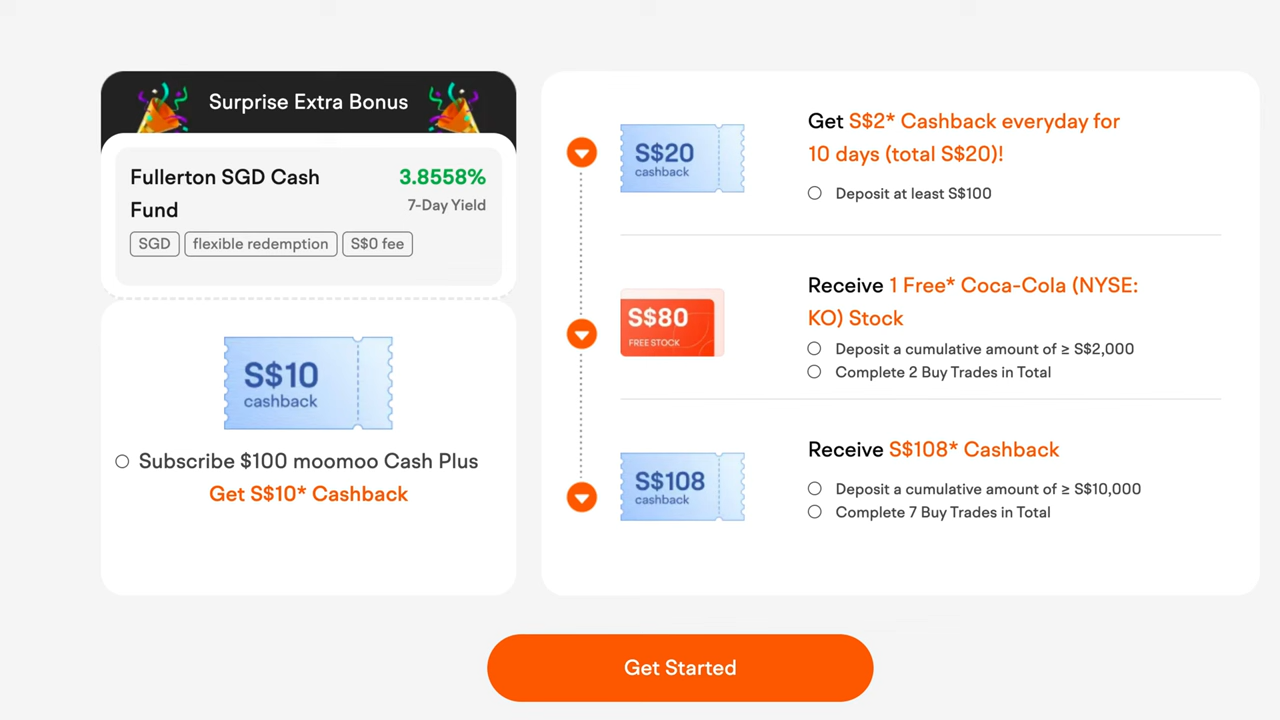 Surprise Extra Bonus
Fullerton SGD Cash
Fund
3.8558%
7-Day Yield
SGD
flexible redemption
S$0 fee
S$10
cashback
Subscribe $100 moomoo Cash Plus
Get S$10* Cashback
S$20
cashback
Get S$2* Cashback everyday for
10 days (total S$20)!
Deposit at least S$100
S$80
FREE STOCK
Receive 1 Free* Coca-Cola (NYSE:
KO) Stock
Deposit a cumulative amount of ≥ S$2,000
Complete 2 Buy Trades in Total
S$108
cashback
Receive S$108* Cashback
Deposit a cumulative amount of ≥ S$10,000
Complete 7 Buy Trades in Total
Get Started